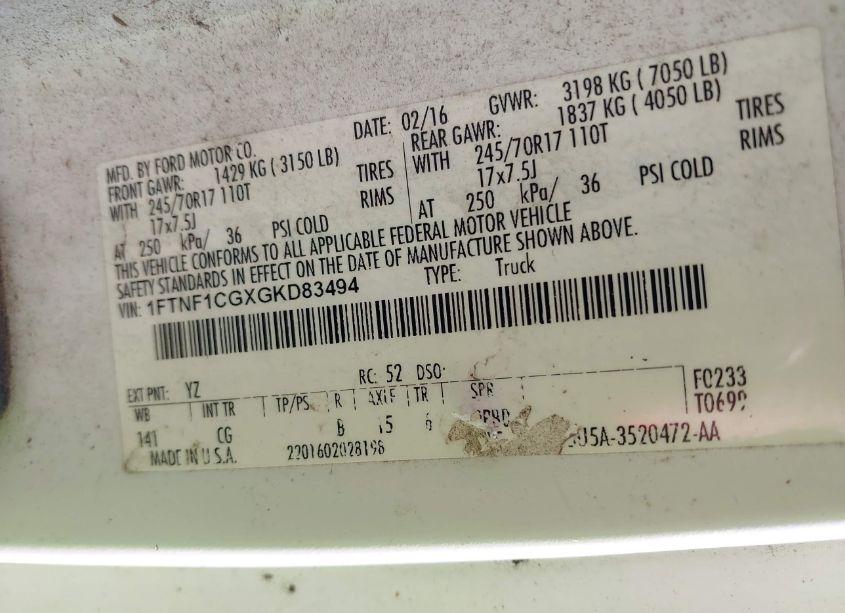 MFD. BY FORD MOTOR CO.
DATE: 02/16 GVWR: 3198 KG ( 7050 LB)
FRONT GAWR: 1429 KG ( 3150 LB)
REAR GAWR: 1837 KG ( 4050 LB)
WITH 245/70R17 110T TIRES
WITH 245/70R17 110T TIRES
17x7.5J RIMS
17x7.5J RIMS
AT 250 kPa/ 36 PSI COLD
AT 250 kPa/ 36 PSI COLD
THIS VEHICLE CONFORMS TO ALL APPLICABLE FEDERAL MOTOR VEHICLE
SAFETY STANDARDS IN EFFECT ON THE DATE OF MANUFACTURE SHOWN ABOVE.
VIN: 1FTNF1CGXGKD83494 TYPE: Truck
EXT PNT: YZ RC: 52 DSO:
WB INT TR TP/PS R AXLE TR SPR
F0233
T0699
141 CG B 15 6
MADE IN U.S.A. 2201602028198 U5A-3520472-AA